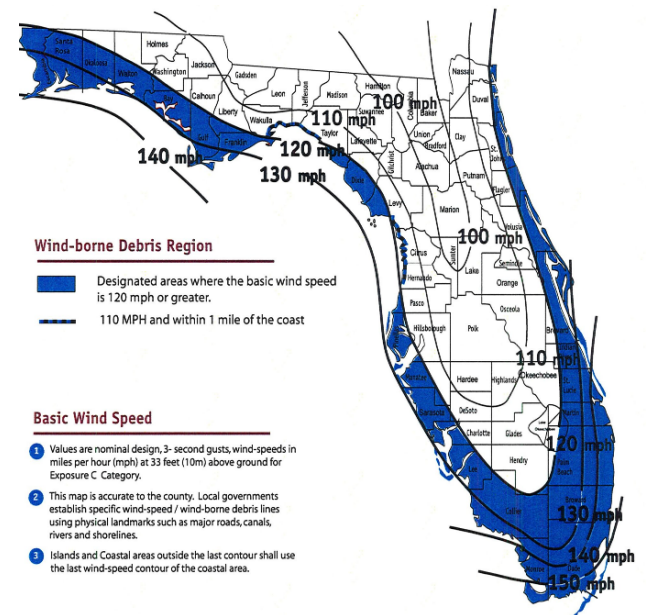 Santa
Rosa
Okaloosa
Walton
Holmes
Washington
Jackson
Bay
Calhoun
Gulf
Gadsden
Liberty
Franklin
Leon
Wakulla
Jefferson
Madison
Taylor
Hamilton
Suwannee
Lafayette
Dixie
Columbia
Baker
Nassau
Duval
Union
Bradford
Clay
St.
Johns
Gilchrist
Alachua
Putnam
Flagler
Levy
Marion
Volusia
Citrus
Sumter
Lake
Seminole
Hernando
Orange
Pasco
Osceola
Brevard
Hillsborough
Polk
Indian
Manatee
Hardee
Highlands
Okeechobee
St.
Lucie
Sarasota
DeSoto
Martin
Charlotte
Glades
Lake
Okeechobee
Lee
Hendry
Palm
Beach
Collier
Broward
Monroe
Dade
100 mph
110 mph
120 mph
130 mph
140 mph
100 mph
110 mph
120 mph
130 mph
140 mph
150 mph
Wind-borne Debris Region
Designated areas where the basic wind speed
is 120 mph or greater.
110 MPH and within 1 mile of the coast
Basic Wind Speed
1 Values are nominal design, 3- second gusts, wind-speeds in
miles per hour (mph) at 33 feet (10m) above ground for
Exposure C Category.
2 This map is accurate to the county. Local governments
establish specific wind-speed / wind-borne debris lines
using physical landmarks such as major roads, canals,
rivers and shorelines.
3 Islands and Coastal areas outside the last contour shall use
the last wind-speed contour of the coastal area.